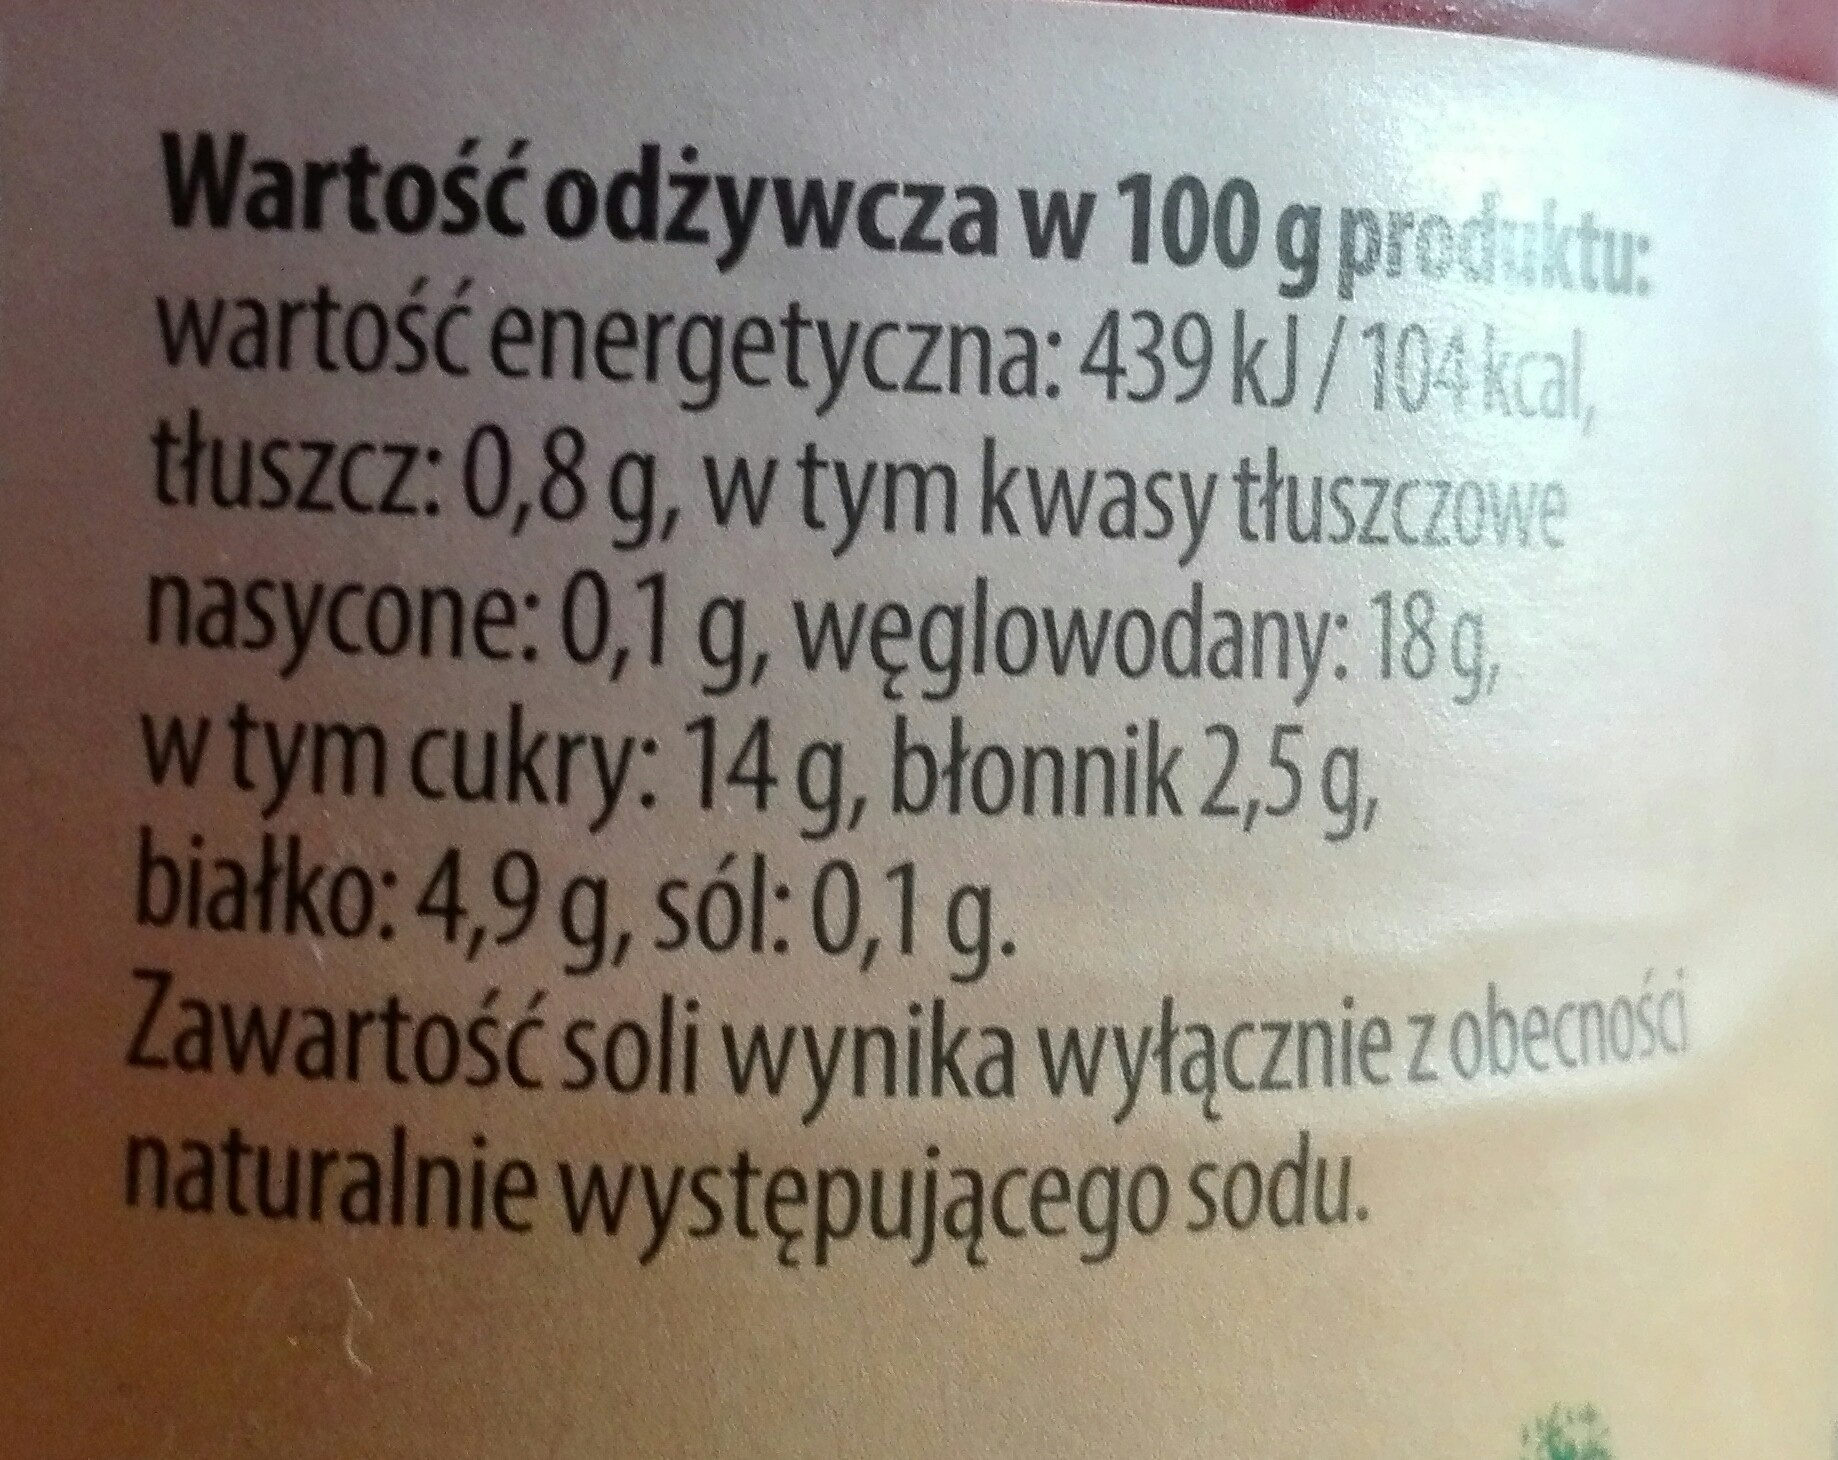 Wartość odżywcza w 100 g produktu:
wartość energetyczna: 439 kJ / 104 kcal,
tłuszcz: 0,8 g, w tym kwasy tłuszczowe
nasycone: 0,1 g, węglowodany: 18 g,
w tym cukry: 14 g, błonnik 2,5 g,
białko: 4,9 g, sól: 0,1 g.
Zawartość soli wynika wyłącznie z obecności
naturalnie występującego sodu.